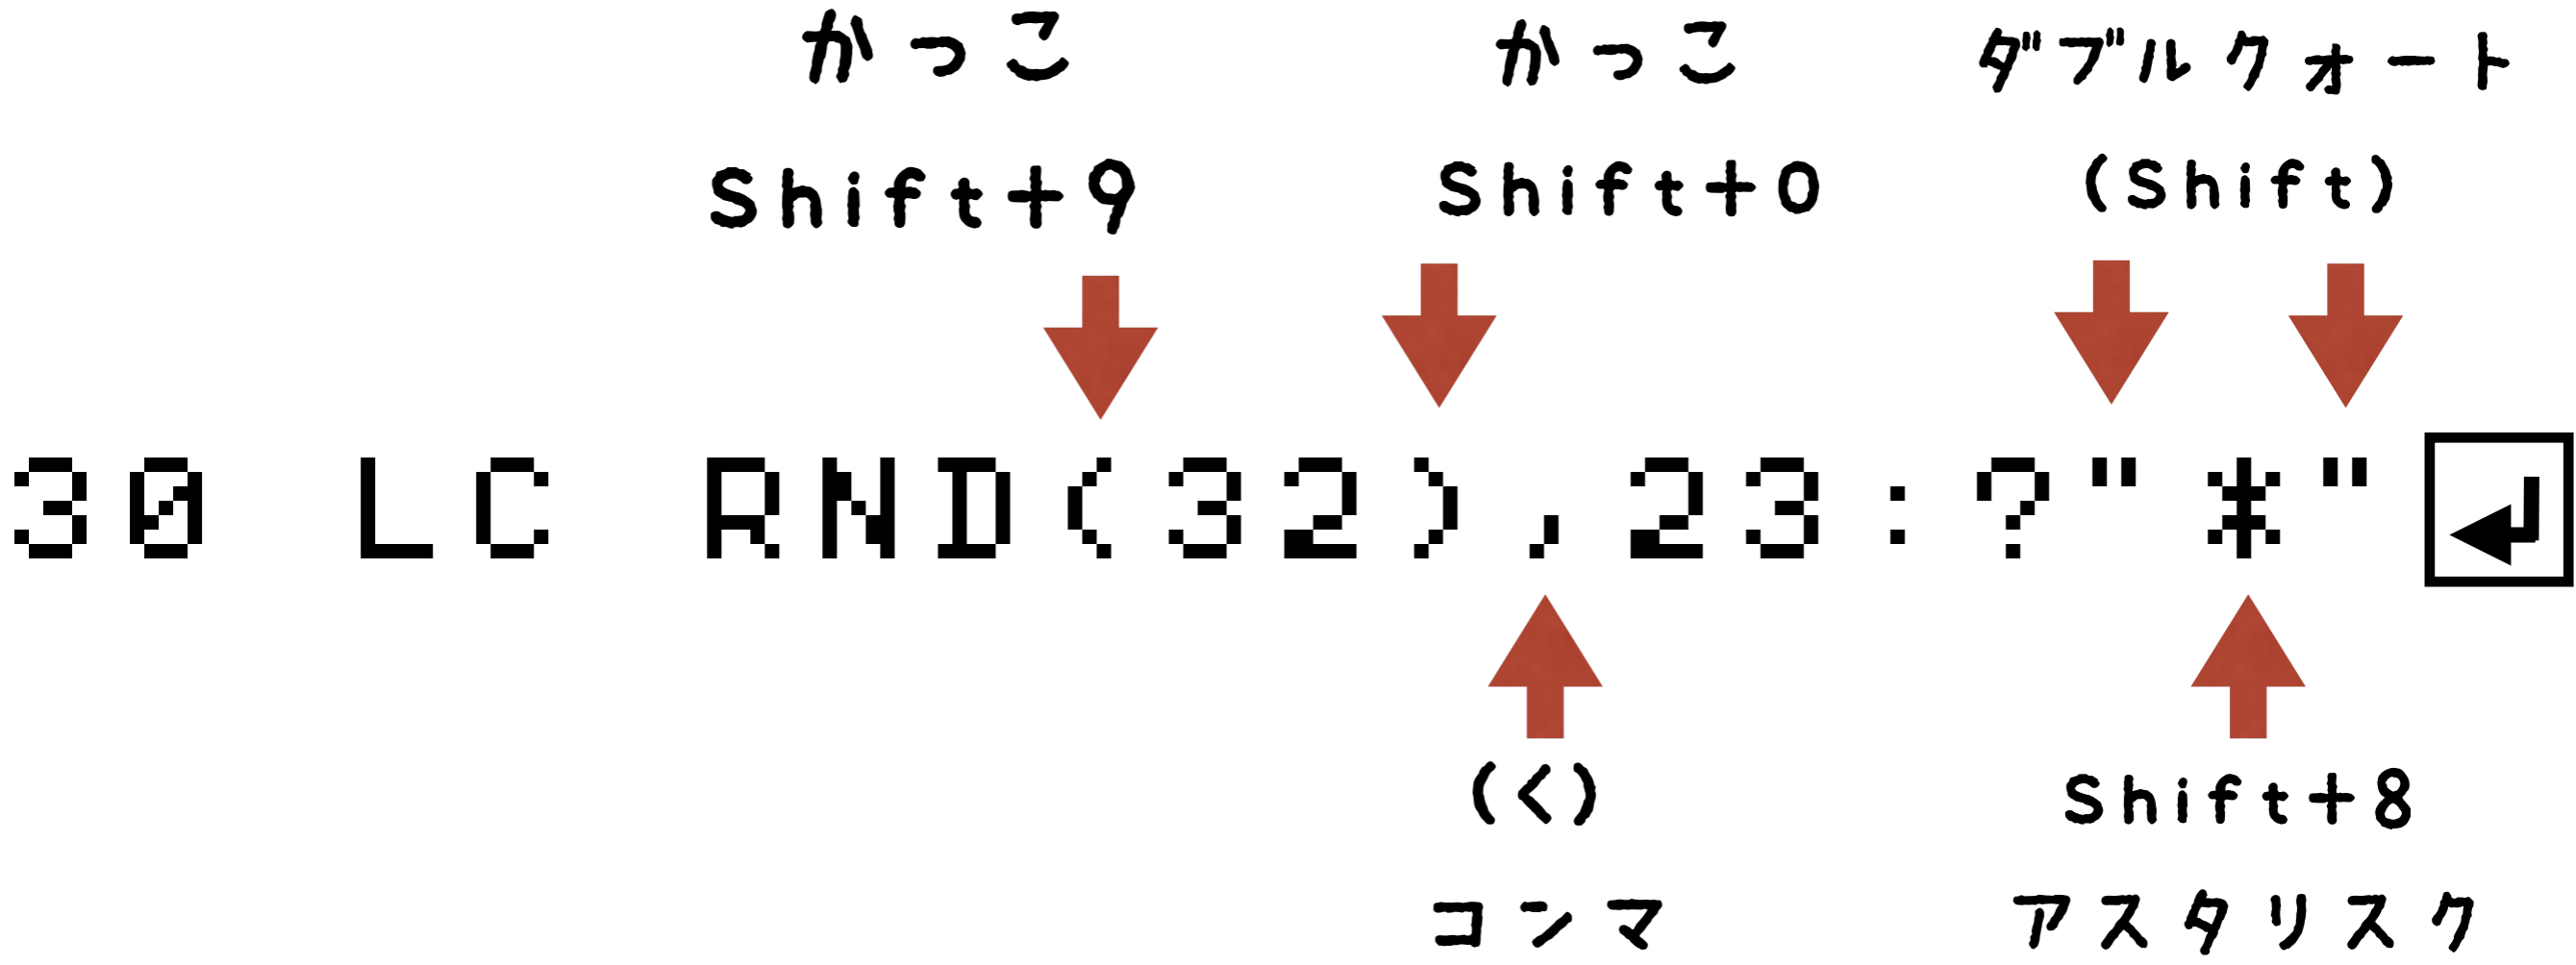 かっこ かっこ ダブルクォート
Shift+9 Shift+0 (Shift)
30 LC RND(32),23:?"*"
(<) Shift+8
コンマ アスタリスク